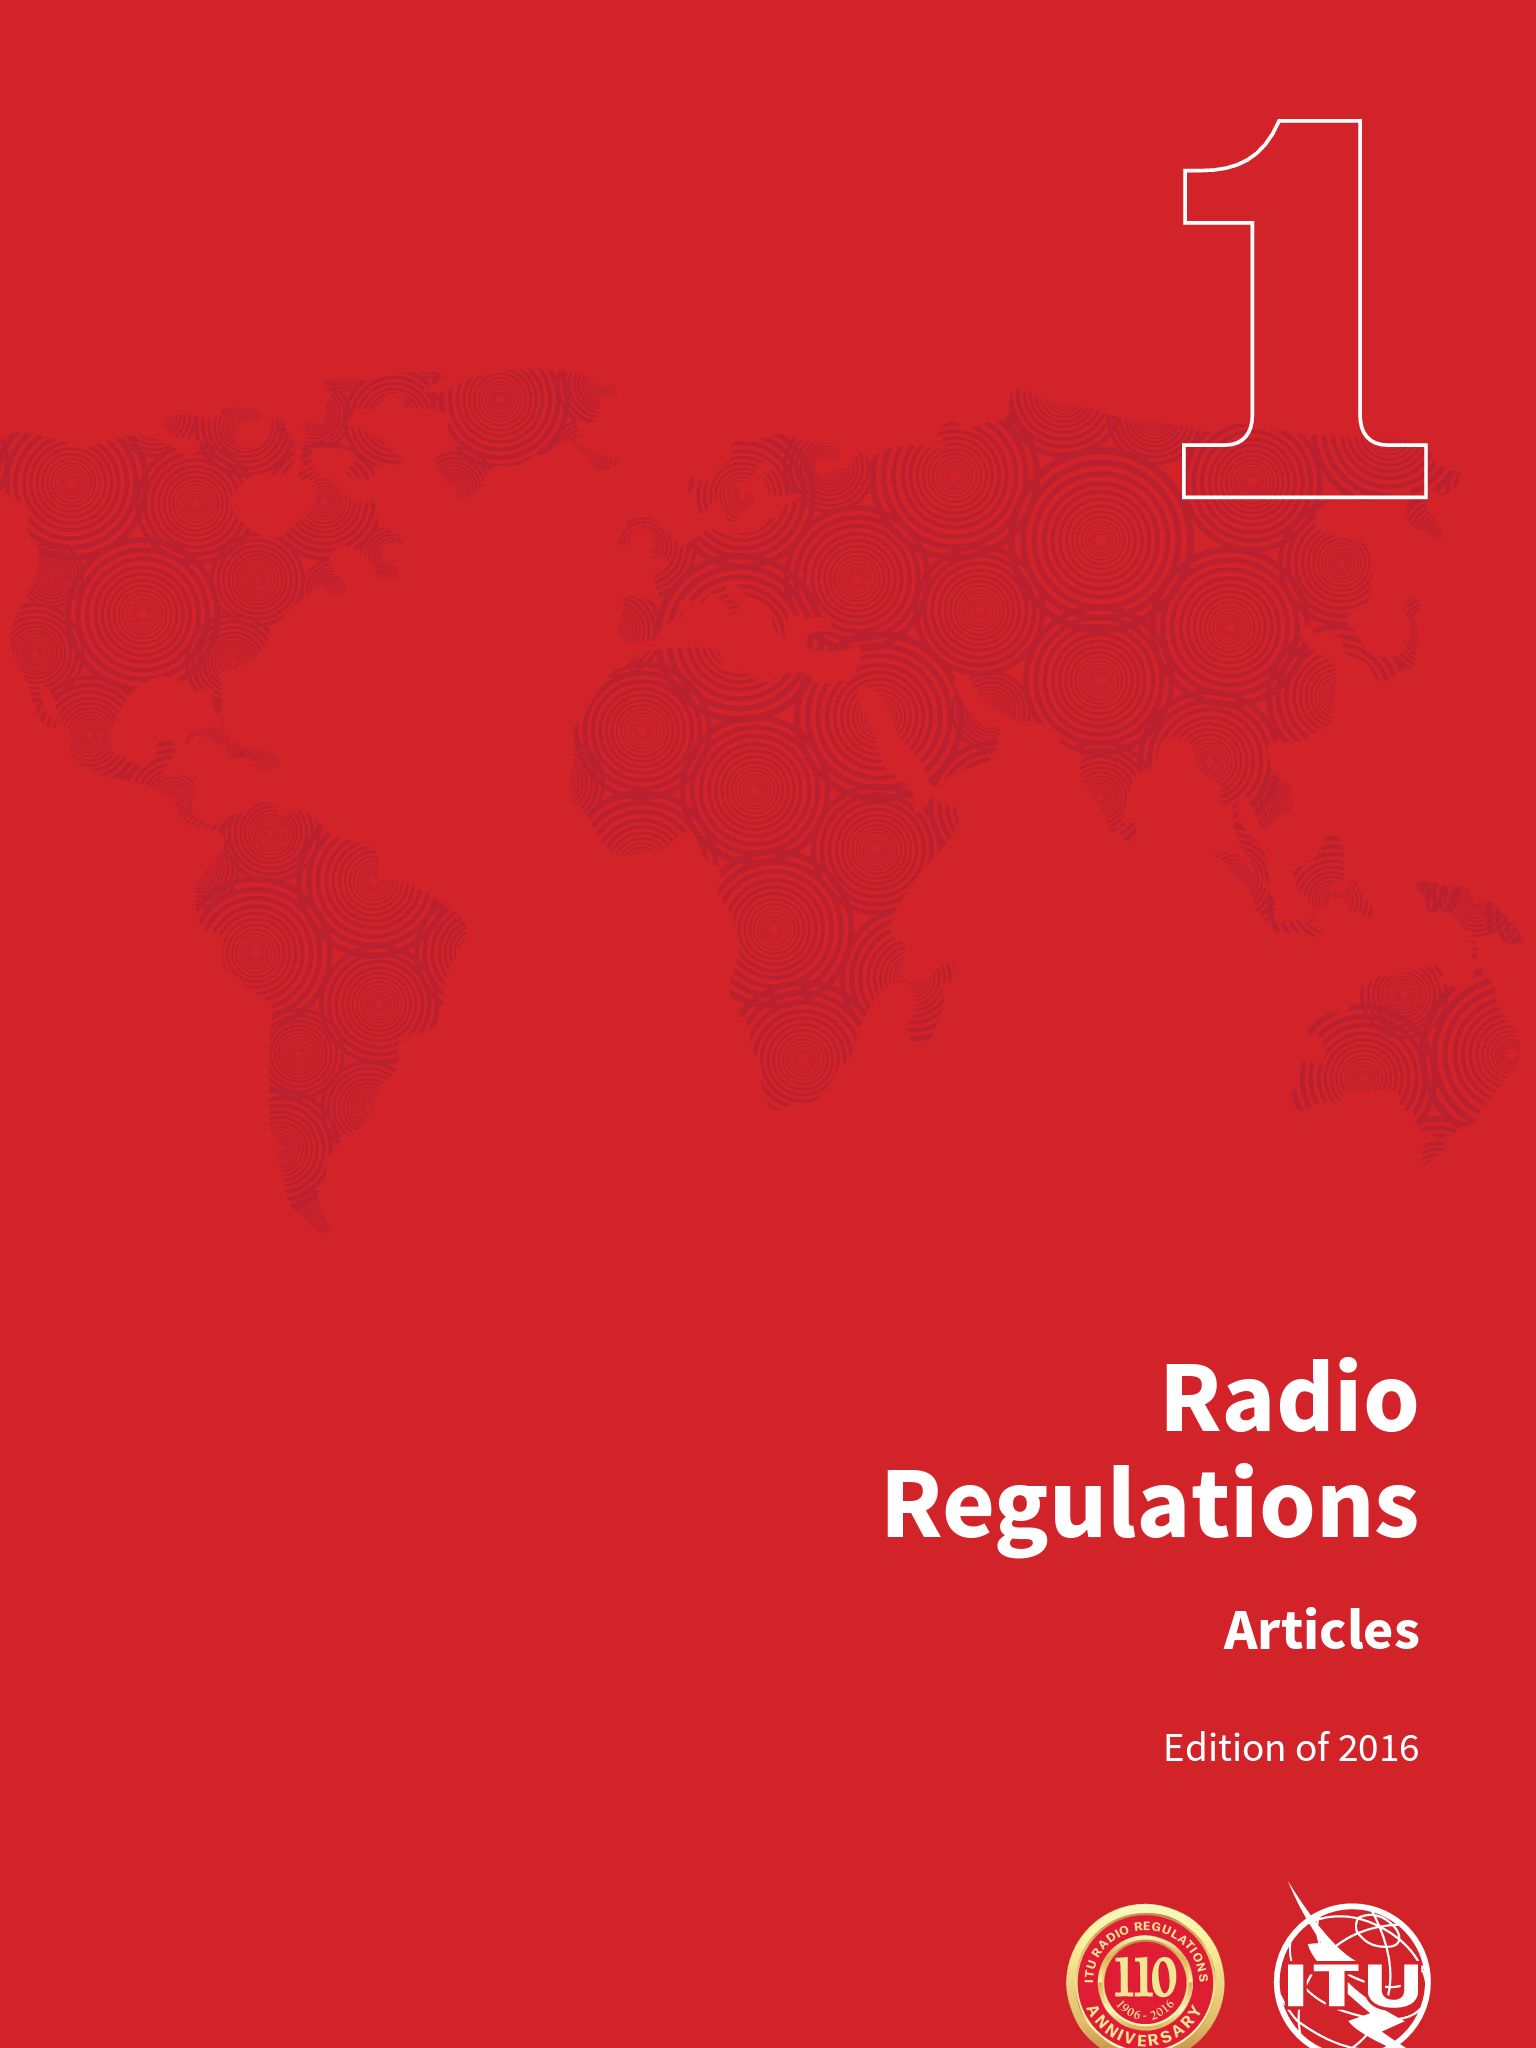 1
Radio
Regulations
Articles
Edition of 2016
ITU RADIO REGULATIONS
110
1906 - 2016
ANNIVERSARY
ITU